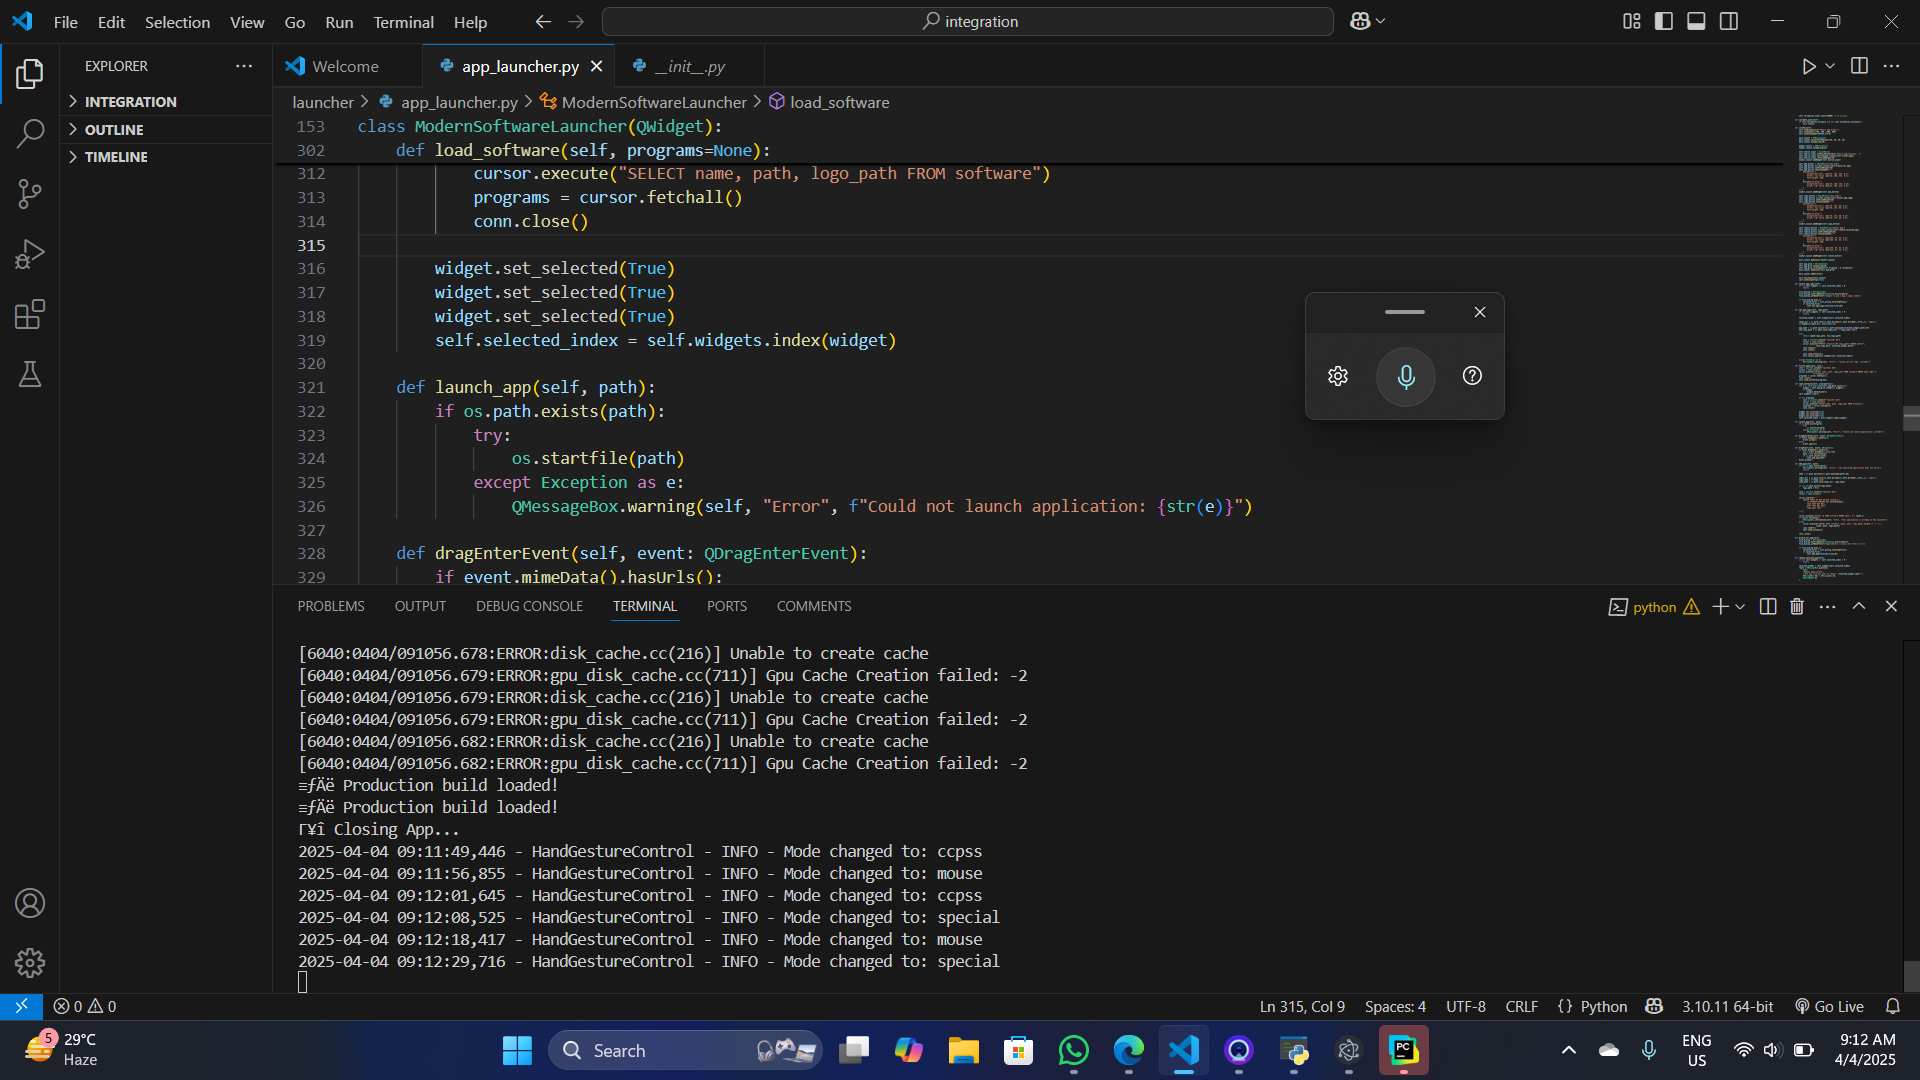 File Edit Selection View Go Run Terminal Help
integration
EXPLORER
INTEGRATION
OUTLINE
TIMELINE
Welcome
app_launcher.py
__init__.py
launcher > app_launcher.py > ModernSoftwareLauncher > load_software
153 class ModernSoftwareLauncher(QWidget):
302 def load_software(self, programs=None):
312 cursor.execute("SELECT name, path, logo_path FROM software")
313 programs = cursor.fetchall()
314 conn.close()
315
316 widget.set_selected(True)
317 widget.set_selected(True)
318 widget.set_selected(True)
319 self.selected_index = self.widgets.index(widget)
320
321 def launch_app(self, path):
322 if os.path.exists(path):
323 try:
324 os.startfile(path)
325 except Exception as e:
326 QMessageBox.warning(self, "Error", f"Could not launch application: {str(e)}")
327
328 def dragEnterEvent(self, event: QDragEnterEvent):
329 if event.mimeData().hasUrls():
PROBLEMS OUTPUT DEBUG CONSOLE TERMINAL PORTS COMMENTS
python
[6040:0404/091056.678:ERROR:disk_cache.cc(216)] Unable to create cache
[6040:0404/091056.679:ERROR:gpu_disk_cache.cc(711)] Gpu Cache Creation failed: -2
[6040:0404/091056.679:ERROR:disk_cache.cc(216)] Unable to create cache
[6040:0404/091056.679:ERROR:gpu_disk_cache.cc(711)] Gpu Cache Creation failed: -2
[6040:0404/091056.682:ERROR:disk_cache.cc(216)] Unable to create cache
[6040:0404/091056.682:ERROR:gpu_disk_cache.cc(711)] Gpu Cache Creation failed: -2
≡ƒÄë Production build loaded!
≡ƒÄë Production build loaded!
Γ¥î Closing App...
2025-04-04 09:11:49,446 - HandGestureControl - INFO - Mode changed to: ccpss
2025-04-04 09:11:56,855 - HandGestureControl - INFO - Mode changed to: mouse
2025-04-04 09:12:01,645 - HandGestureControl - INFO - Mode changed to: ccpss
2025-04-04 09:12:08,525 - HandGestureControl - INFO - Mode changed to: special
2025-04-04 09:12:18,417 - HandGestureControl - INFO - Mode changed to: mouse
2025-04-04 09:12:29,716 - HandGestureControl - INFO - Mode changed to: special
0 0
Ln 315, Col 9 Spaces: 4 UTF-8 CRLF {} Python 3.10.11 64-bit Go Live
5
29°C
Haze
Search
PC
ENG
US
9:12 AM
4/4/2025